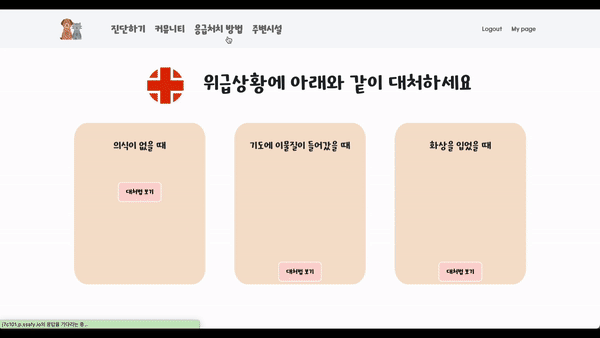 진단하기 커뮤니티 응급처치 방법 주변시설 Logout My page
위급상황에 아래와 같이 대처하세요
의식이 없을 때 기도에 이물질이 들어갔을 때 화상을 입었을 때
대처법 보기
대처법 보기 대처법 보기
j7c101.p.ssafy.io의 응답을 기다리는 중...